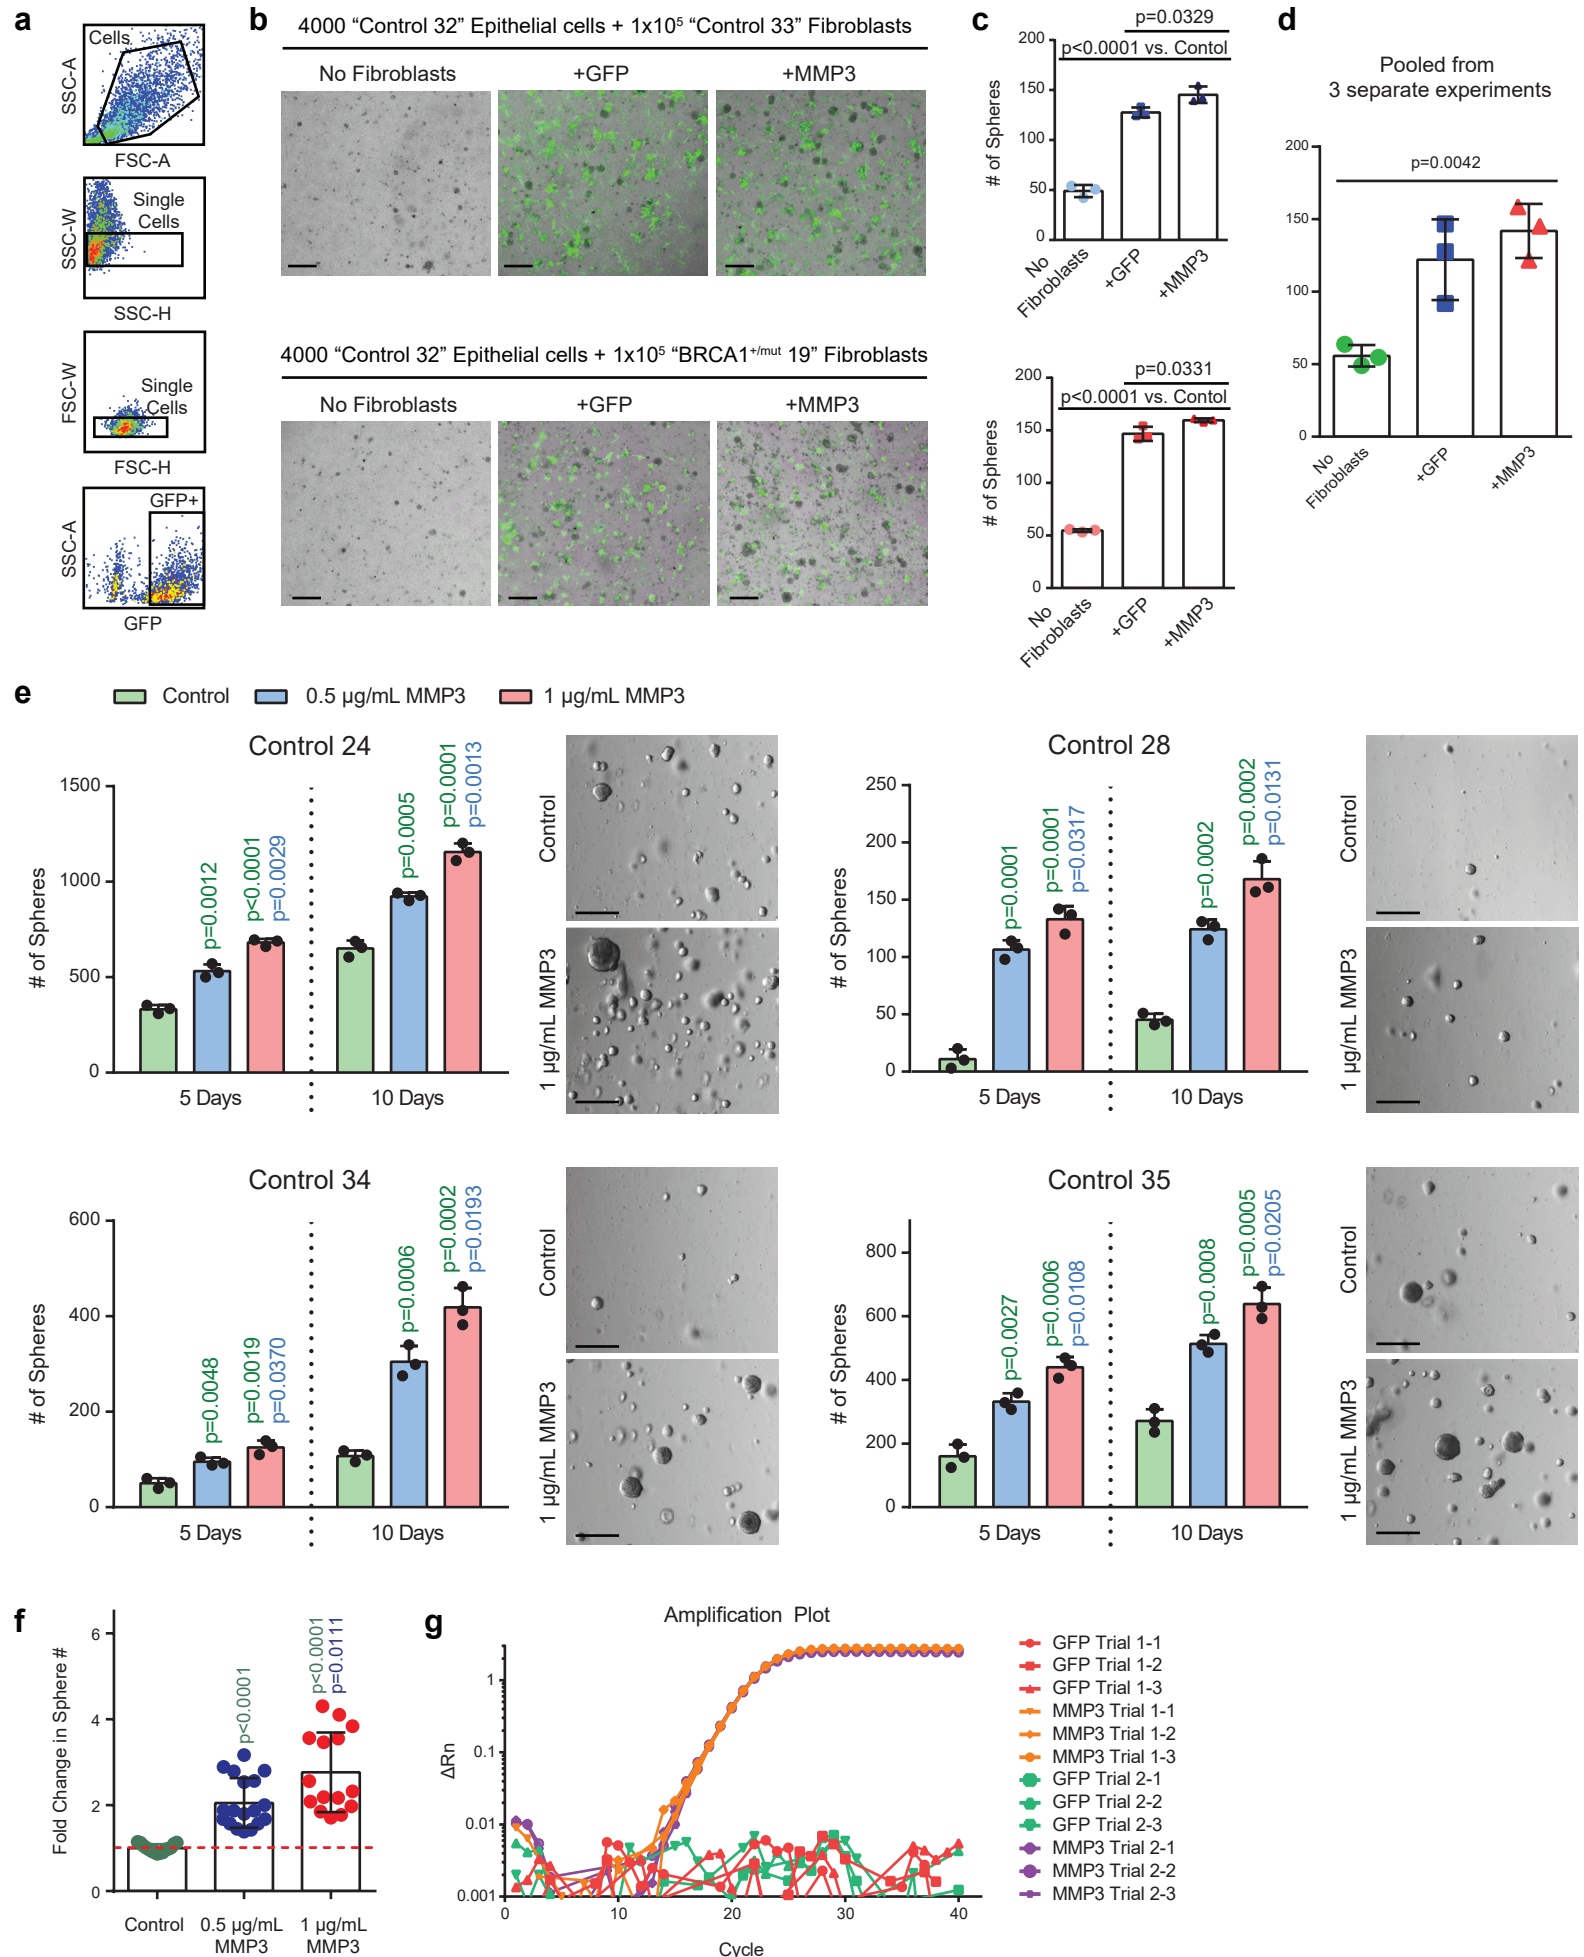 a
Cells
SSC-A
FSC-A
Single
Cells
SSC-W
SSC-H
Single
Cells
FSC-W
FSC-H
GFP+
SSC-A
GFP
b
4000 “Control 32” Epithelial cells + 1x10⁵ “Control 33” Fibroblasts
No Fibroblasts
+GFP
+MMP3
4000 “Control 32” Epithelial cells + 1x10⁵ “BRCA1⁺/ᵐᵘᵗ 19” Fibroblasts
No Fibroblasts
+GFP
+MMP3
c
p=0.0329
p<0.0001 vs. Contol
# of Spheres
200
150
100
50
0
No
Fibroblasts
+GFP
+MMP3
p=0.0331
p<0.0001 vs. Contol
# of Spheres
200
150
100
50
0
No
Fibroblasts
+GFP
+MMP3
d
Pooled from
3 separate experiments
p=0.0042
200
150
100
50
0
No
Fibroblasts
+GFP
+MMP3
e
Control
0.5 µg/mL MMP3
1 µg/mL MMP3
Control 24
# of Spheres
1500
1000
500
0
p=0.0012
p<0.0001
p=0.0029
p=0.0005
p=0.0001
p=0.0013
5 Days
10 Days
Control
1 µg/mL MMP3
Control 28
# of Spheres
250
200
150
100
50
0
p=0.0001
p=0.0001
p=0.0317
p=0.0002
p=0.0002
p=0.0131
5 Days
10 Days
Control
1 µg/mL MMP3
Control 34
# of Spheres
600
400
200
0
p=0.0048
p=0.0019
p=0.0370
p=0.0006
p=0.0002
p=0.0193
5 Days
10 Days
Control
1 µg/mL MMP3
Control 35
# of Spheres
800
600
400
200
0
p=0.0027
p=0.0006
p=0.0108
p=0.0008
p=0.0005
p=0.0205
5 Days
10 Days
Control
1 µg/mL MMP3
f
Fold Change in Sphere #
6
4
2
0
p<0.0001
p<0.0001
p=0.0111
Control
0.5 µg/mL
MMP3
1 µg/mL
MMP3
g
Amplification Plot
ΔRn
1
0.1
0.01
0.001
0
10
20
30
40
Cycle
GFP Trial 1-1
GFP Trial 1-2
GFP Trial 1-3
MMP3 Trial 1-1
MMP3 Trial 1-2
MMP3 Trial 1-3
GFP Trial 2-1
GFP Trial 2-2
GFP Trial 2-3
MMP3 Trial 2-1
MMP3 Trial 2-2
MMP3 Trial 2-3